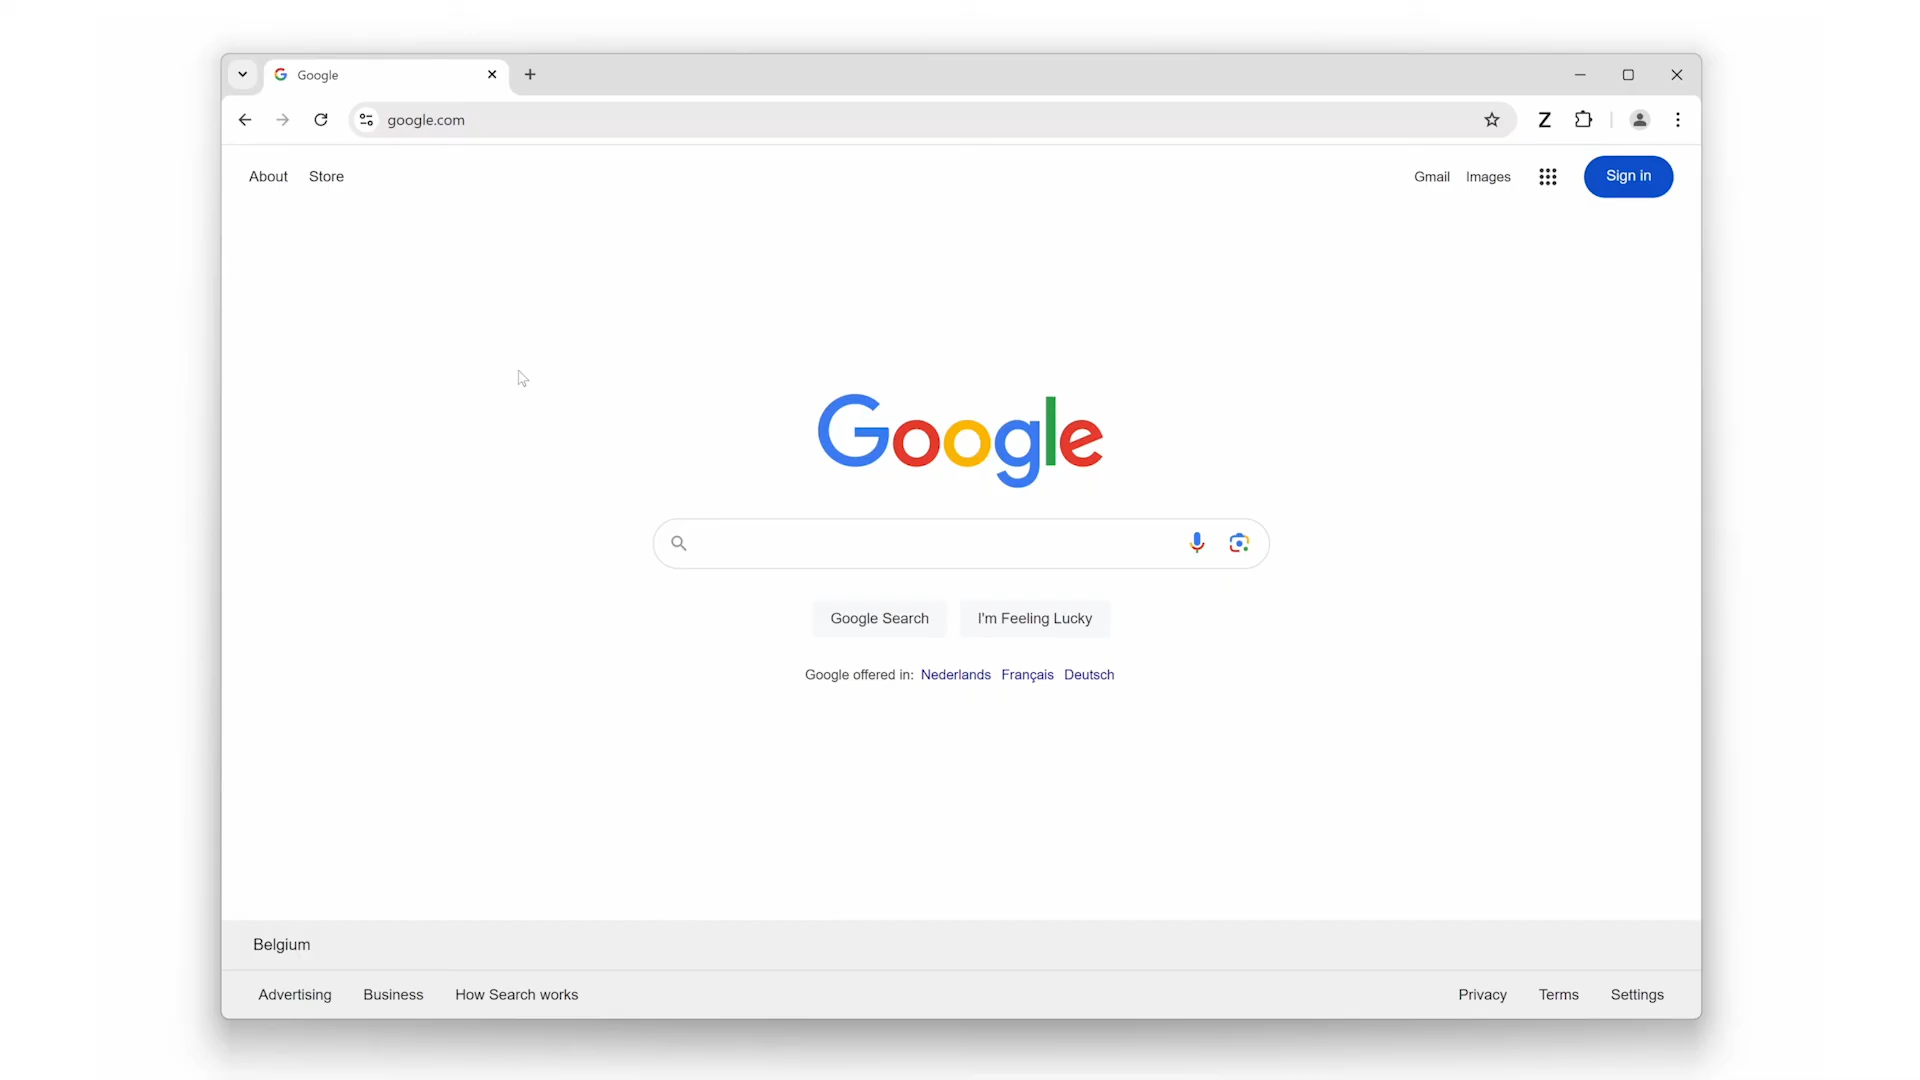 Google
google.com
Z
About Store Gmail Images Sign in
Google
Google Search I'm Feeling Lucky
Google offered in: Nederlands Français Deutsch
Belgium
Advertising Business How Search works Privacy Terms Settings